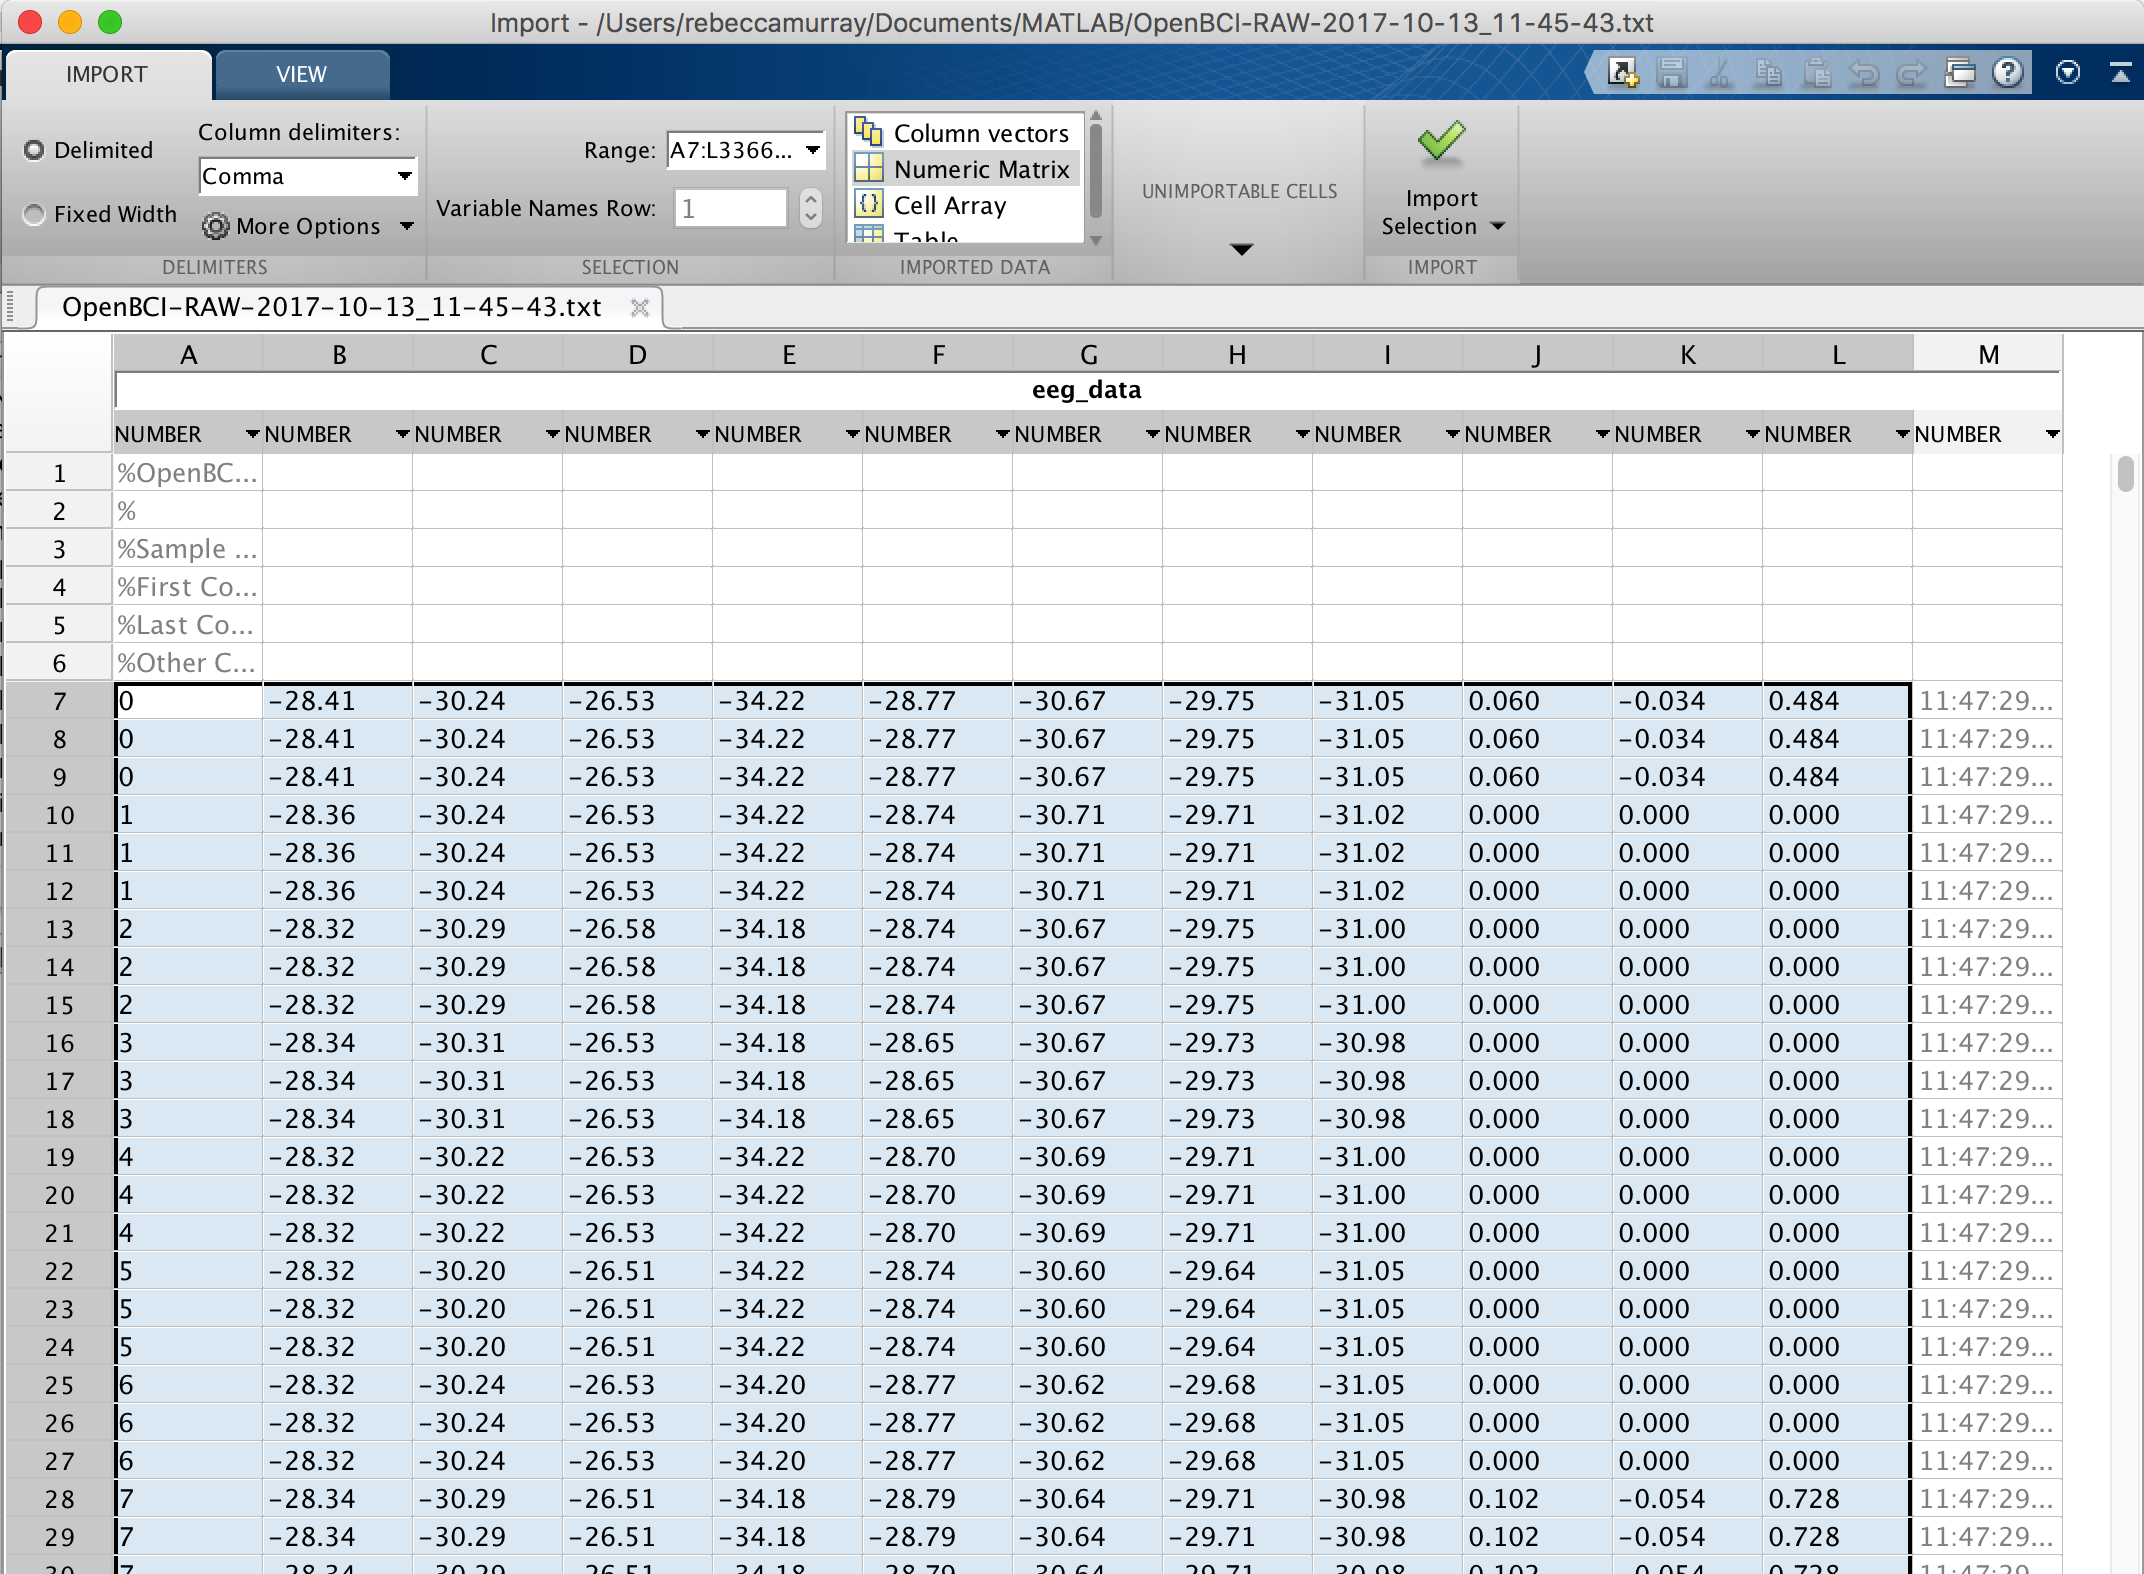 Import - /Users/rebeccamurray/Documents/MATLAB/OpenBCI-RAW-2017-10-13_11-45-43.txt
IMPORT VIEW
Delimited
Fixed Width
Column delimiters:
Comma
More Options
DELIMITERS
Range: A7:L3366...
Variable Names Row: 1
SELECTION
Column vectors
Numeric Matrix
Cell Array
Table
IMPORTED DATA
UNIMPORTABLE CELLS
Import
Selection
IMPORT
OpenBCI-RAW-2017-10-13_11-45-43.txt
A B C D E F G H I J K L M
eeg_data
NUMBER NUMBER NUMBER NUMBER NUMBER NUMBER NUMBER NUMBER NUMBER NUMBER NUMBER NUMBER NUMBER
1 %OpenBC...
2 %
3 %Sample ...
4 %First Co...
5 %Last Co...
6 %Other C...
7 0 -28.41 -30.24 -26.53 -34.22 -28.77 -30.67 -29.75 -31.05 0.060 -0.034 0.484 11:47:29...
8 0 -28.41 -30.24 -26.53 -34.22 -28.77 -30.67 -29.75 -31.05 0.060 -0.034 0.484 11:47:29...
9 0 -28.41 -30.24 -26.53 -34.22 -28.77 -30.67 -29.75 -31.05 0.060 -0.034 0.484 11:47:29...
10 1 -28.36 -30.24 -26.53 -34.22 -28.74 -30.71 -29.71 -31.02 0.000 0.000 0.000 11:47:29...
11 1 -28.36 -30.24 -26.53 -34.22 -28.74 -30.71 -29.71 -31.02 0.000 0.000 0.000 11:47:29...
12 1 -28.36 -30.24 -26.53 -34.22 -28.74 -30.71 -29.71 -31.02 0.000 0.000 0.000 11:47:29...
13 2 -28.32 -30.29 -26.58 -34.18 -28.74 -30.67 -29.75 -31.00 0.000 0.000 0.000 11:47:29...
14 2 -28.32 -30.29 -26.58 -34.18 -28.74 -30.67 -29.75 -31.00 0.000 0.000 0.000 11:47:29...
15 2 -28.32 -30.29 -26.58 -34.18 -28.74 -30.67 -29.75 -31.00 0.000 0.000 0.000 11:47:29...
16 3 -28.34 -30.31 -26.53 -34.18 -28.65 -30.67 -29.73 -30.98 0.000 0.000 0.000 11:47:29...
17 3 -28.34 -30.31 -26.53 -34.18 -28.65 -30.67 -29.73 -30.98 0.000 0.000 0.000 11:47:29...
18 3 -28.34 -30.31 -26.53 -34.18 -28.65 -30.67 -29.73 -30.98 0.000 0.000 0.000 11:47:29...
19 4 -28.32 -30.22 -26.53 -34.22 -28.70 -30.69 -29.71 -31.00 0.000 0.000 0.000 11:47:29...
20 4 -28.32 -30.22 -26.53 -34.22 -28.70 -30.69 -29.71 -31.00 0.000 0.000 0.000 11:47:29...
21 4 -28.32 -30.22 -26.53 -34.22 -28.70 -30.69 -29.71 -31.00 0.000 0.000 0.000 11:47:29...
22 5 -28.32 -30.20 -26.51 -34.22 -28.74 -30.60 -29.64 -31.05 0.000 0.000 0.000 11:47:29...
23 5 -28.32 -30.20 -26.51 -34.22 -28.74 -30.60 -29.64 -31.05 0.000 0.000 0.000 11:47:29...
24 5 -28.32 -30.20 -26.51 -34.22 -28.74 -30.60 -29.64 -31.05 0.000 0.000 0.000 11:47:29...
25 6 -28.32 -30.24 -26.53 -34.20 -28.77 -30.62 -29.68 -31.05 0.000 0.000 0.000 11:47:29...
26 6 -28.32 -30.24 -26.53 -34.20 -28.77 -30.62 -29.68 -31.05 0.000 0.000 0.000 11:47:29...
27 6 -28.32 -30.24 -26.53 -34.20 -28.77 -30.62 -29.68 -31.05 0.000 0.000 0.000 11:47:29...
28 7 -28.34 -30.29 -26.51 -34.18 -28.79 -30.64 -29.71 -30.98 0.102 -0.054 0.728 11:47:29...
29 7 -28.34 -30.29 -26.51 -34.18 -28.79 -30.64 -29.71 -30.98 0.102 -0.054 0.728 11:47:29...
30 7 -28.34 -30.29 -26.51 -34.18 -28.79 -30.64 -29.71 -30.98 0.102 -0.054 0.728 11:47:29...